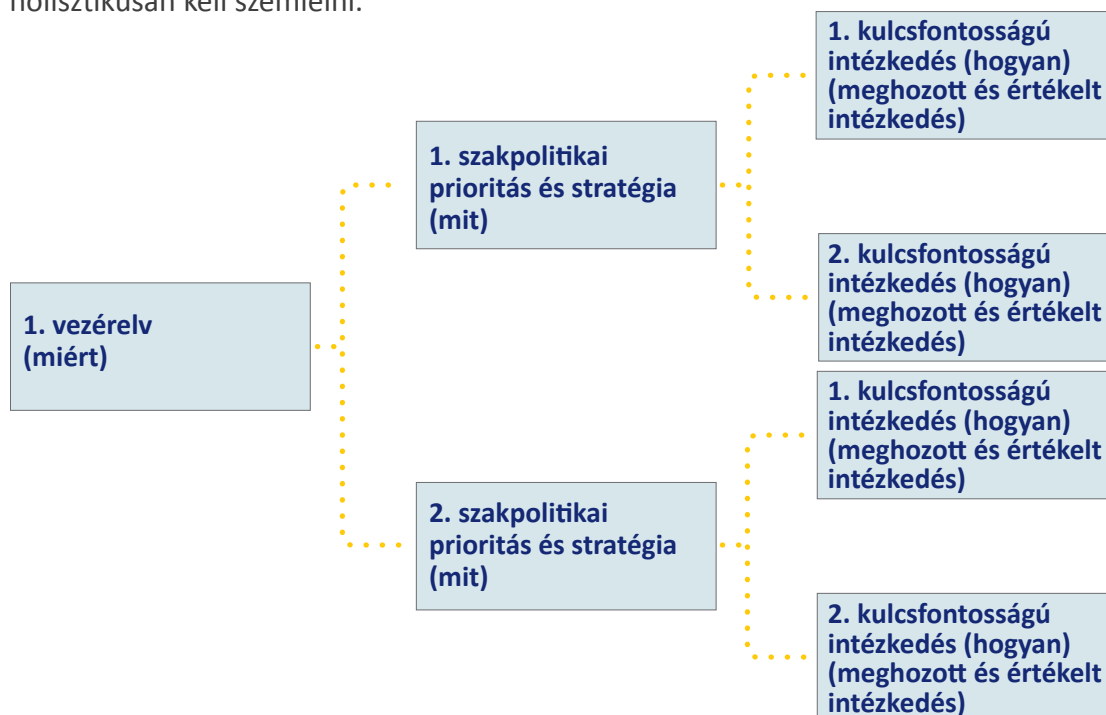 holisztikusan kell szemlélni.
1. vezérelv
(miért)
1. szakpolitikai
prioritás és stratégia
(mit)
1. kulcsfontosságú
intézkedés (hogyan)
(meghozott és értékelt
intézkedés)
2. kulcsfontosságú
intézkedés (hogyan)
(meghozott és értékelt
intézkedés)
2. szakpolitikai
prioritás és stratégia
(mit)
1. kulcsfontosságú
intézkedés (hogyan)
(meghozott és értékelt
intézkedés)
2. kulcsfontosságú
intézkedés (hogyan)
(meghozott és értékelt
intézkedés)